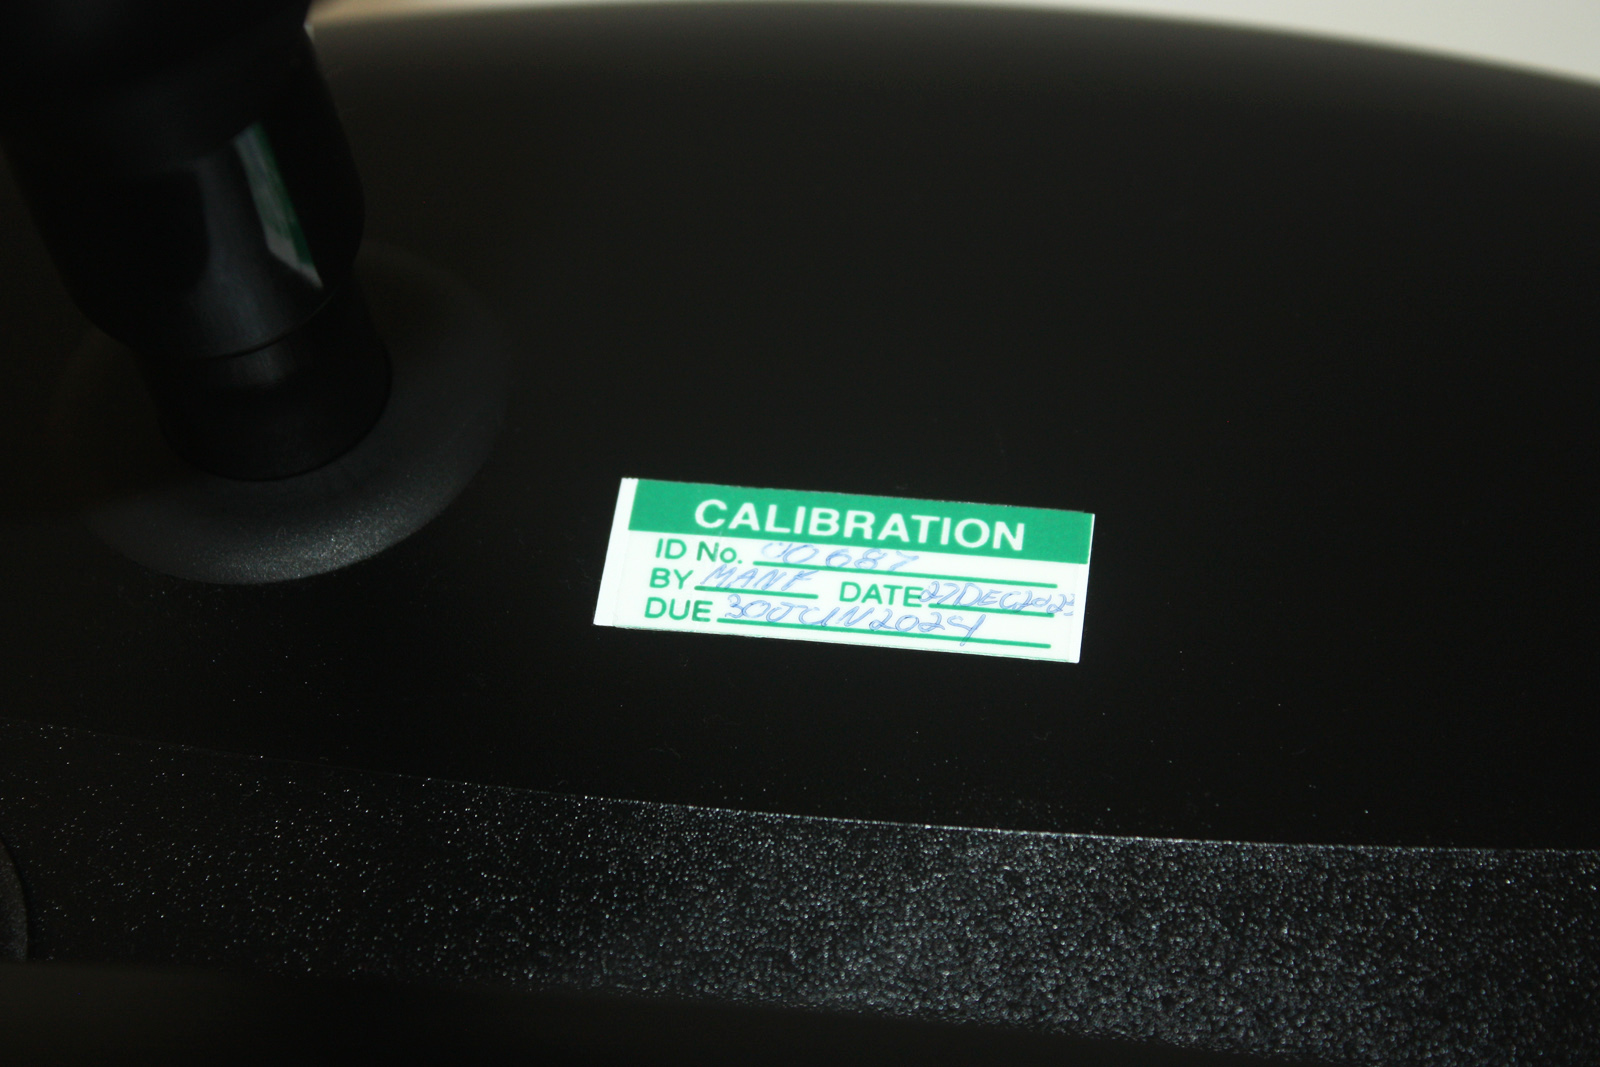 CALIBRATION
ID No. 00687
BY MANF DATE 27DEC2023
DUE 30JUN2024